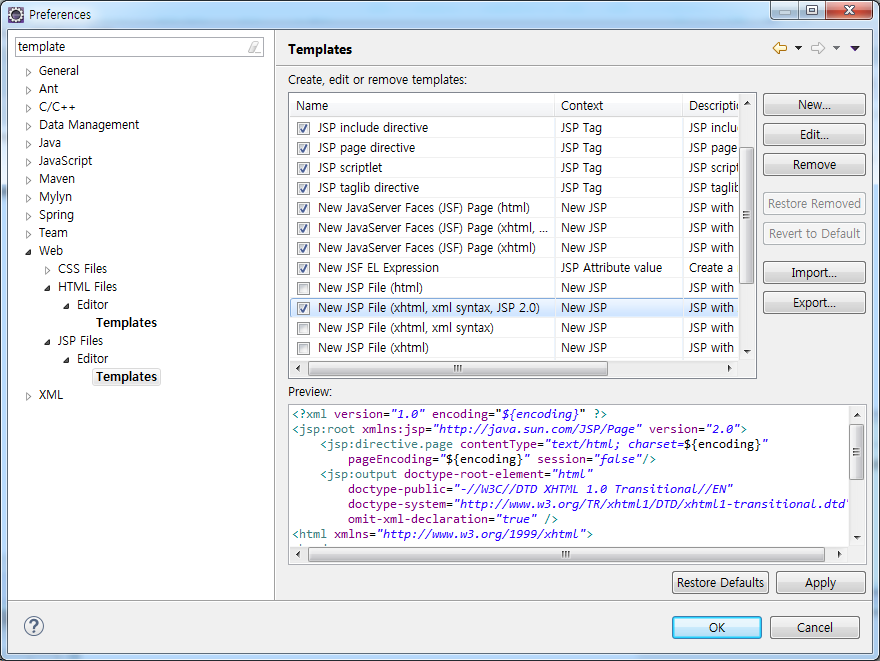 Preferences
template
General
Ant
C/C++
Data Management
Java
JavaScript
Maven
Mylyn
Spring
Team
Web
CSS Files
HTML Files
Editor
Templates
JSP Files
Editor
Templates
XML
Templates
Create, edit or remove templates:
Name Context Descriptio
JSP include directive JSP Tag JSP inclu
JSP page directive JSP Tag JSP page
JSP scriptlet JSP Tag JSP script
JSP taglib directive JSP Tag JSP taglib
New JavaServer Faces (JSF) Page (html) New JSP JSP with
New JavaServer Faces (JSF) Page (xhtml, ... New JSP JSP with
New JavaServer Faces (JSF) Page (xhtml) New JSP JSP with
New JSF EL Expression JSP Attribute value Create a
New JSP File (html) New JSP JSP with
New JSP File (xhtml, xml syntax, JSP 2.0) New JSP JSP with
New JSP File (xhtml, xml syntax) New JSP JSP with
New JSP File (xhtml) New JSP JSP with
New...
Edit...
Remove
Restore Removed
Revert to Default
Import...
Export...
Preview:
<?xml version="1.0" encoding="${encoding}" ?>
<jsp:root xmlns:jsp="http://java.sun.com/JSP/Page" version="2.0">
<jsp:directive.page contentType="text/html; charset=${encoding}"
pageEncoding="${encoding}" session="false"/>
<jsp:output doctype-root-element="html"
doctype-public="-//W3C//DTD XHTML 1.0 Transitional//EN"
doctype-system="http://www.w3.org/TR/xhtml1/DTD/xhtml1-transitional.dtd"
omit-xml-declaration="true" />
<html xmlns="http://www.w3.org/1999/xhtml">
Restore Defaults
Apply
?
OK
Cancel